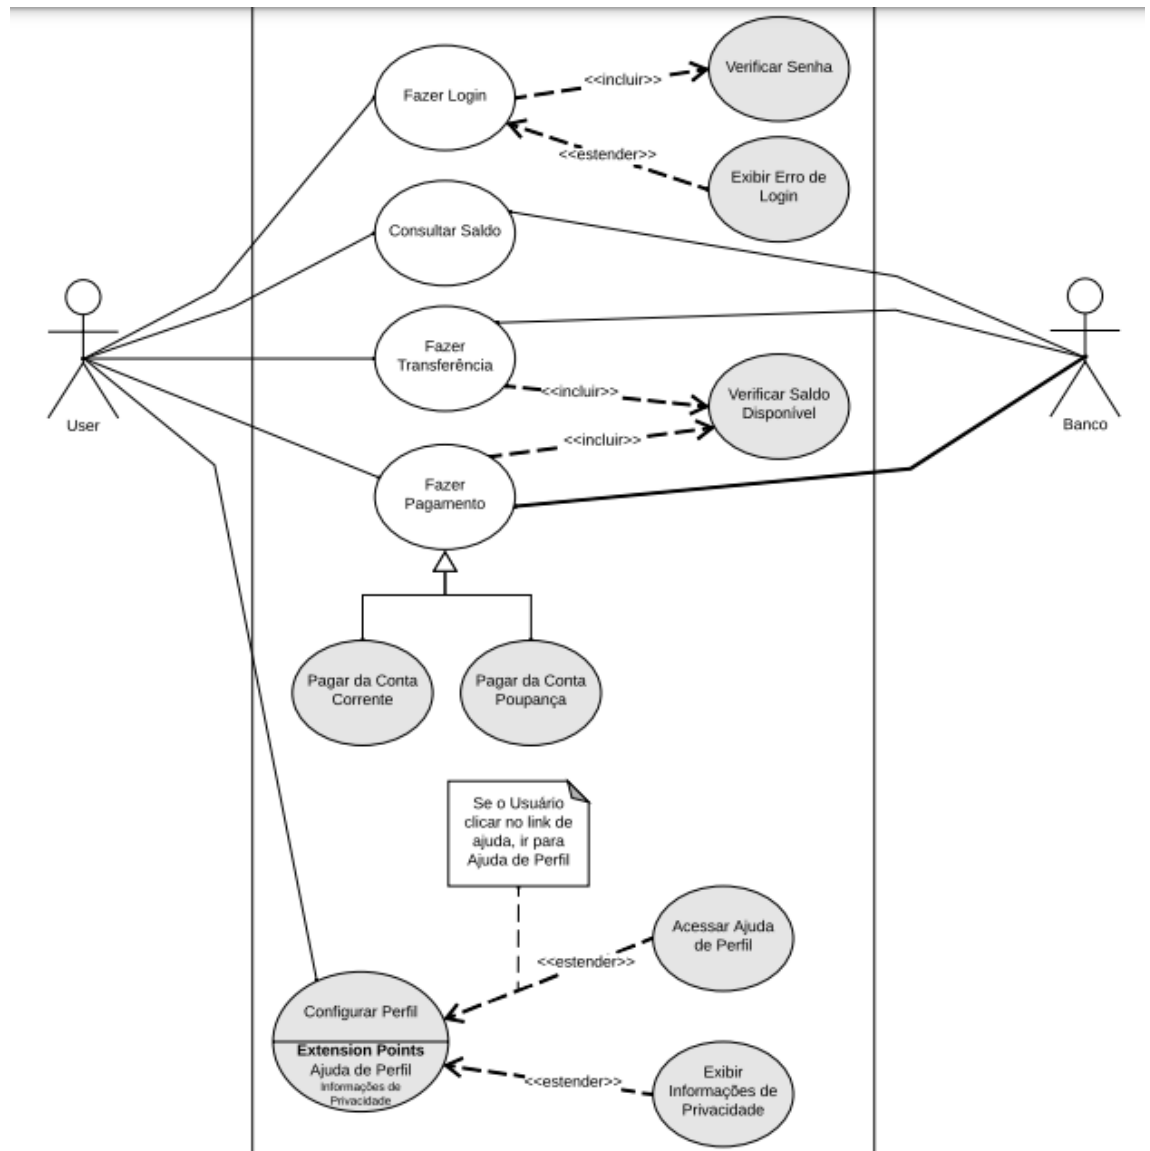 Fazer Login
<<incluir>>
Verificar Senha
<<estender>>
Exibir Erro de
Login
Consultar Saldo
User
Banco
Fazer
Transferência
<<incluir>>
Verificar Saldo
Disponível
<<incluir>>
Fazer
Pagamento
Pagar da Conta
Corrente
Pagar da Conta
Poupança
Se o Usuário
clicar no link de
ajuda, ir para
Ajuda de Perfil
Acessar Ajuda
de Perfil
<<estender>>
Configurar Perfil
Extension Points
Ajuda de Perfil
Informações de
Privacidade
<<estender>>
Exibir
Informações de
Privacidade